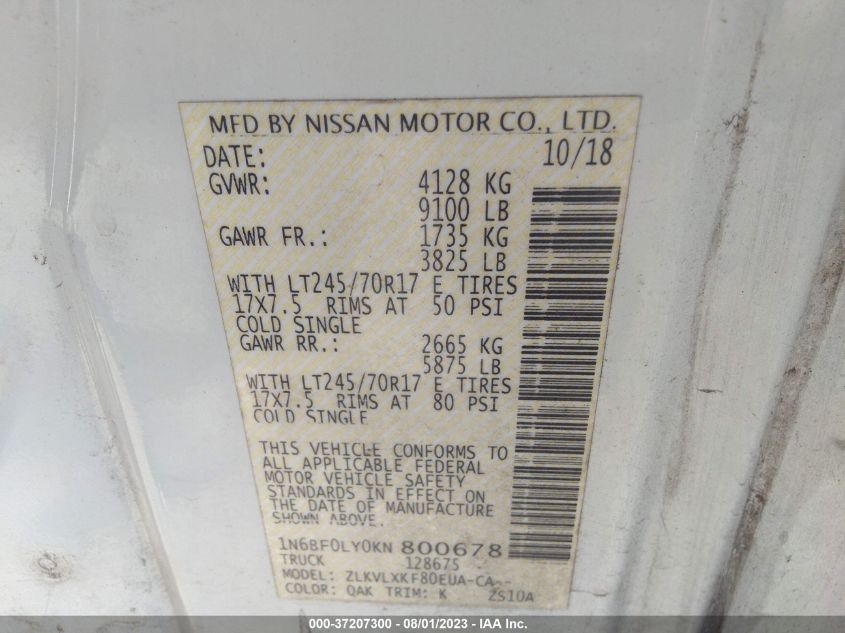 MFD BY NISSAN MOTOR CO., LTD.
DATE: 10/18
GVWR: 4128 KG
9100 LB
GAWR FR.: 1735 KG
3825 LB
WITH LT245/70R17 E TIRES
17X7.5 RIMS AT 50 PSI
COLD SINGLE
GAWR RR.: 2665 KG
5875 LB
WITH LT245/70R17 E TIRES
17X7.5 RIMS AT 80 PSI
COLD SINGLE
THIS VEHICLE CONFORMS TO
ALL APPLICABLE FEDERAL
MOTOR VEHICLE SAFETY
STANDARDS IN EFFECT ON
THE DATE OF MANUFACTURE
SHOWN ABOVE.
1N6BF0LY0KN 800678
TRUCK 128675
MODEL: ZLKVLXKF80EUA-CA--
COLOR: QAK TRIM: K ZS10A
000-37207300 - 08/01/2023 - IAA Inc.